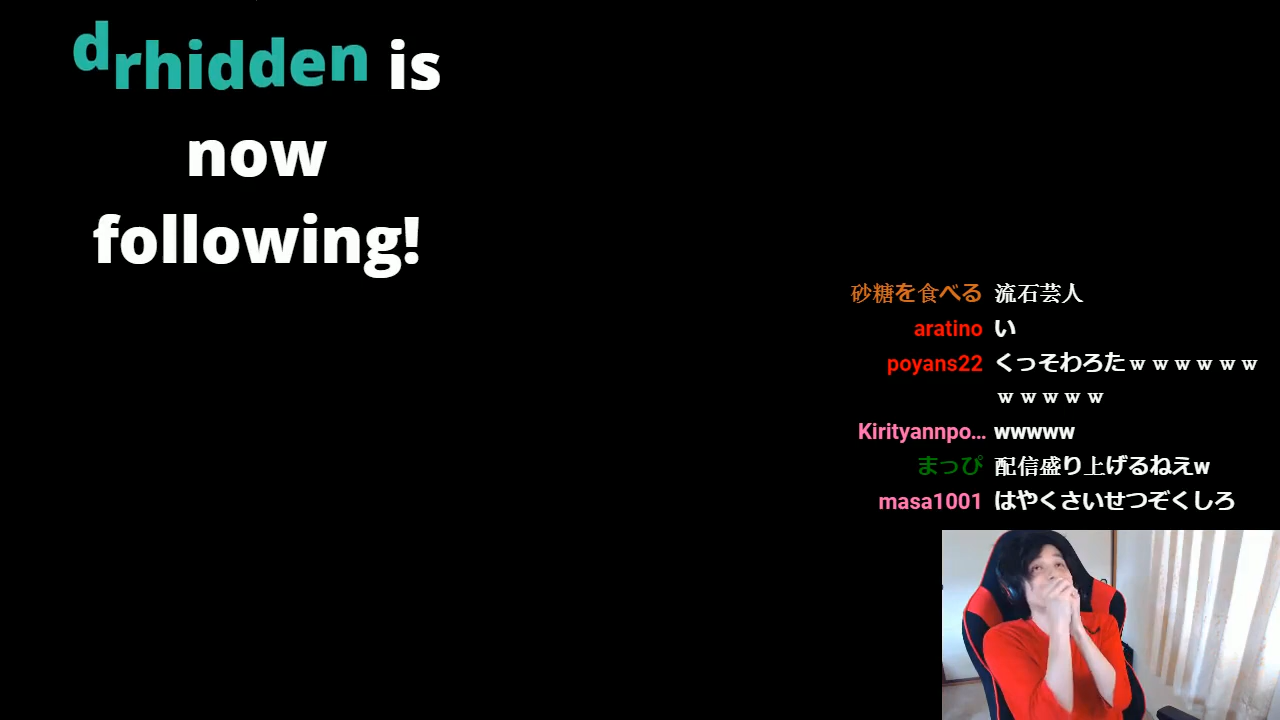 drhidden is
now
following!
砂糖を食べる 流石芸人
aratino い
poyans22 くっそわろたｗｗｗｗｗｗ
ｗｗｗｗｗ
Kirityannpo… wwwww
まっぴ 配信盛り上げるねえw
masa1001 はやくさいせつぞくしろ